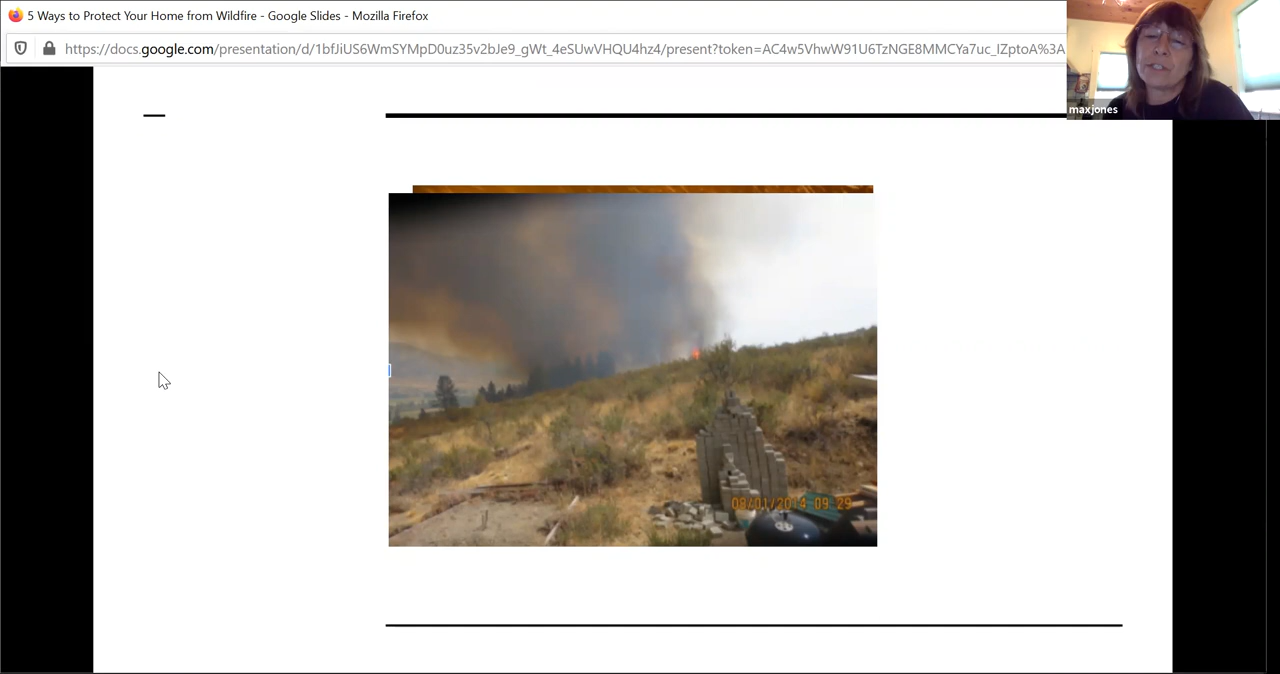 5 Ways to Protect Your Home from Wildfire - Google Slides - Mozilla Firefox
https://docs.google.com/presentation/d/1bfJiUS6WmSYMpD0uz35v2bJe9_gWt_4eSUwVHQU4hz4/present?token=AC4w5VhwW91U6TzNGE8MMCYa7uc_IZptoA%3A
maxjones
08/01/2014 09 29